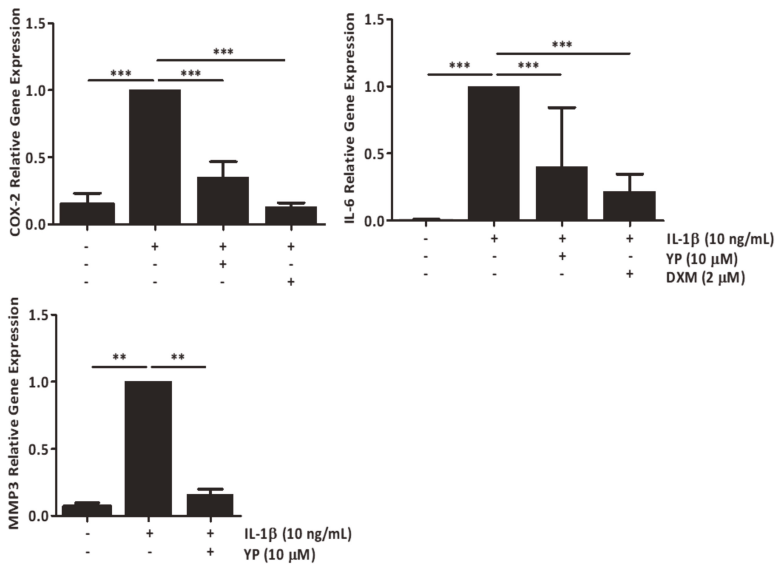 COX-2 Relative Gene Expression
1.5
1.0
0.5
0.0
*** *** ***
- + + +
- - + -
- - - +
IL-6 Relative Gene Expression
1.5
1.0
0.5
0.0
*** *** ***
- + + + IL-1β (10 ng/mL)
- - + - YP (10 μM)
- - - + DXM (2 μM)
MMP3 Relative Gene Expression
1.5
1.0
0.5
0.0
** **
- + + IL-1β (10 ng/mL)
- - + YP (10 μM)